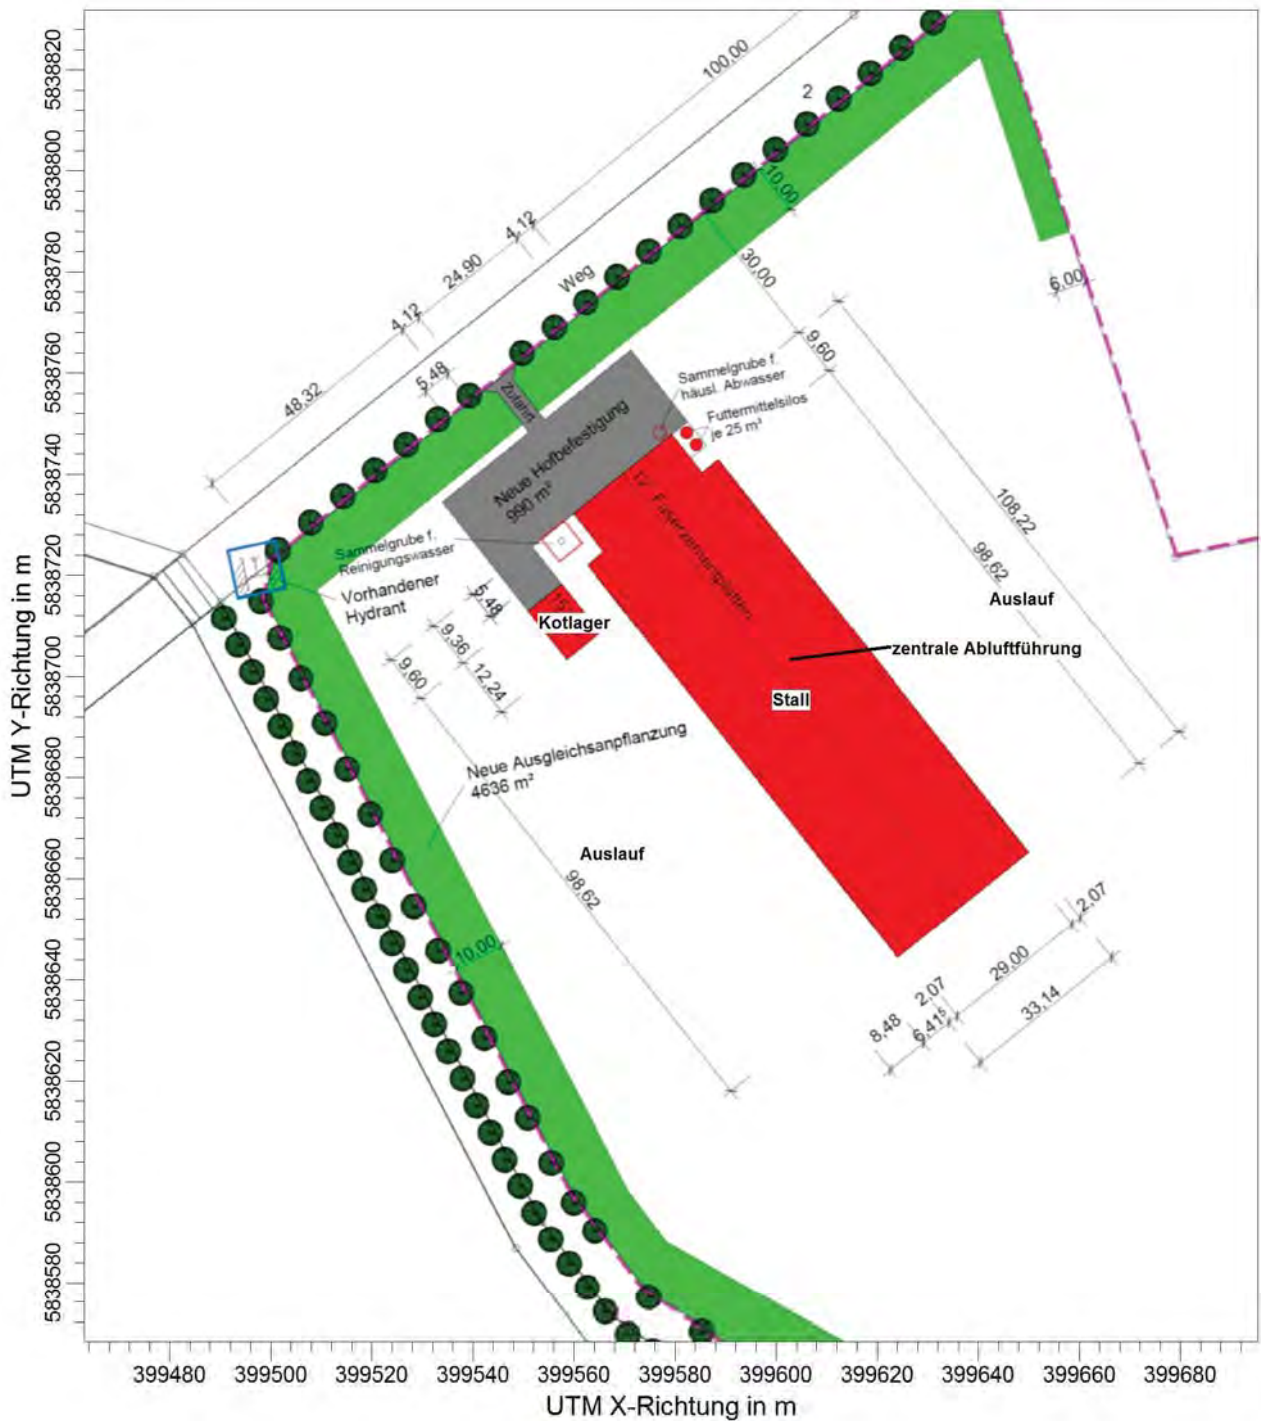 5838820
5838800
5838780
5838760
5838740
5838720
5838700
5838680
5838660
5838640
5838620
5838600
5838580
UTM Y-Richtung in m
100,00
2
4,12
10,00
24,90
Weg
30,00
6,00
4,12
9,60
5,48
Sammelgrube f.
häusl. Abwasser
48,32
Zufahrt
Futtermittelsilos
je 25 m³
Neue Hofbefestigung
990 m²
108,22
98,62
Sammelgrube f.
Reinigungswasser
Vorhandener
Hydrant
5,48
15
Kotlager
Auslauf
9,36
9,60
12,24
zentrale Abluftführung
Stall
Neue Ausgleichsanpflanzung
4636 m²
Auslauf
98,62
10,00
2,07
29,00
2,07
33,14
8,48
6,41⁵
399480 399500 399520 399540 399560 399580 399600 399620 399640 399660 399680
UTM X-Richtung in m